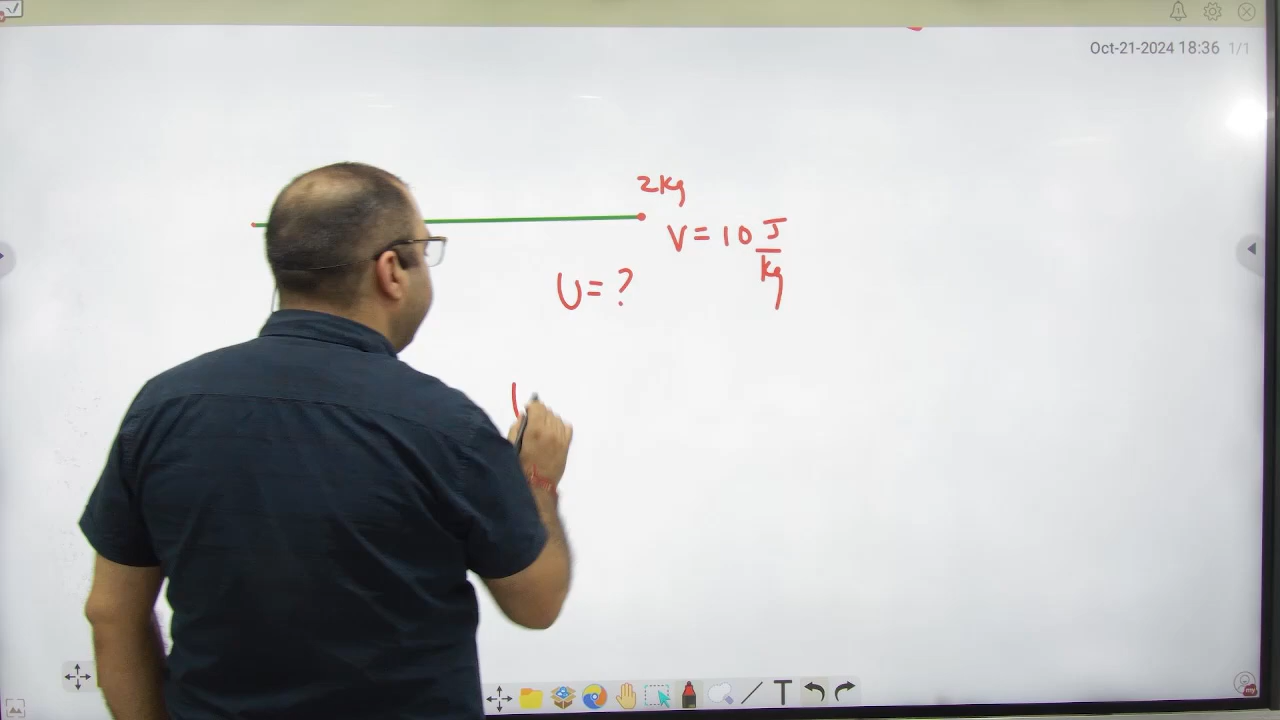 Oct-21-2024 18:36 1/1
2kg
V = 10 J/kg
U = ?